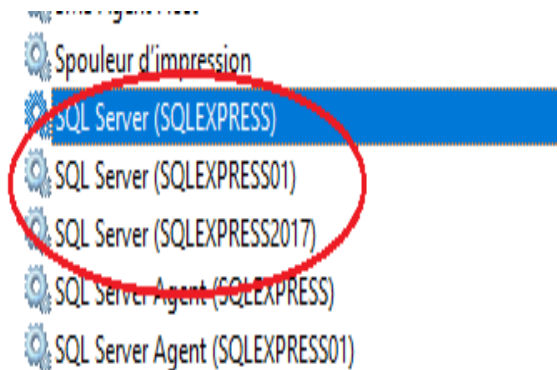 Spouleur d'impression
SQL Server (SQLEXPRESS)
SQL Server (SQLEXPRESS01)
SQL Server (SQLEXPRESS2017)
SQL Server Agent (SQLEXPRESS)
SQL Server Agent (SQLEXPRESS01)